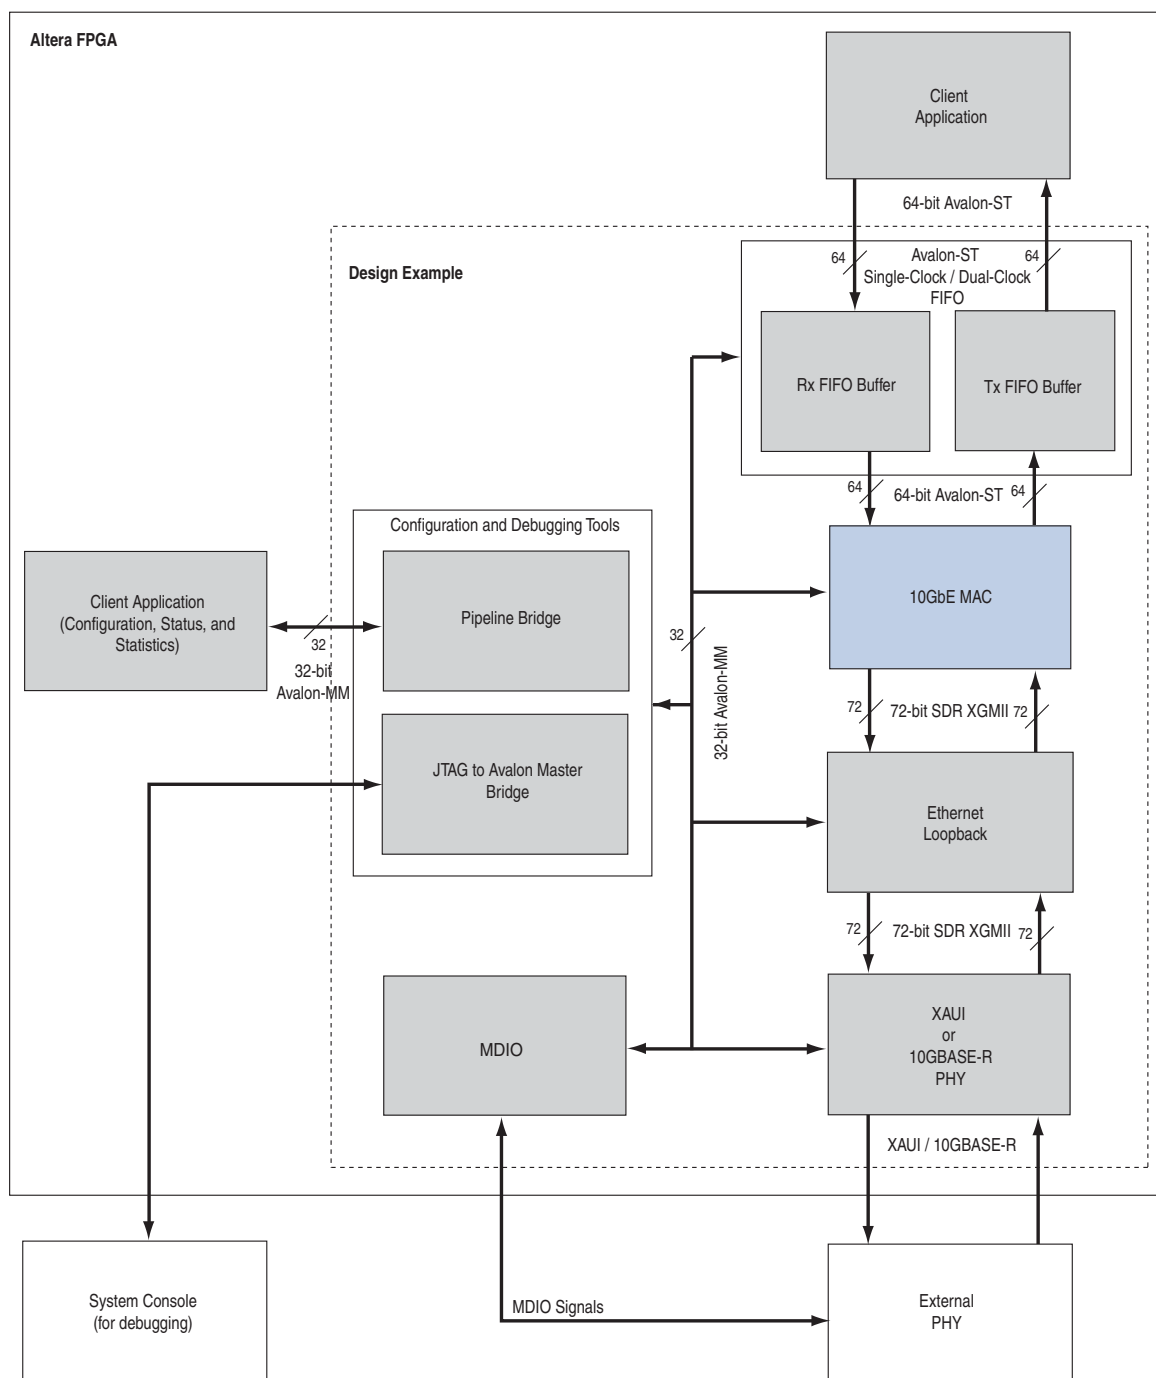 Altera FPGA
Client
Application
64-bit Avalon-ST
Design Example
64
Avalon-ST
64
Single-Clock / Dual-Clock
FIFO
Rx FIFO Buffer
Tx FIFO Buffer
64
64-bit Avalon-ST
64
Configuration and Debugging Tools
Client Application
(Configuration, Status, and
Statistics)
32
32-bit
Avalon-MM
Pipeline Bridge
JTAG to Avalon Master
Bridge
32
32-bit Avalon-MM
10GbE MAC
72
72-bit SDR XGMII
72
Ethernet
Loopback
72
72-bit SDR XGMII
72
MDIO
XAUI
or
10GBASE-R
PHY
XAUI / 10GBASE-R
System Console
(for debugging)
MDIO Signals
External
PHY